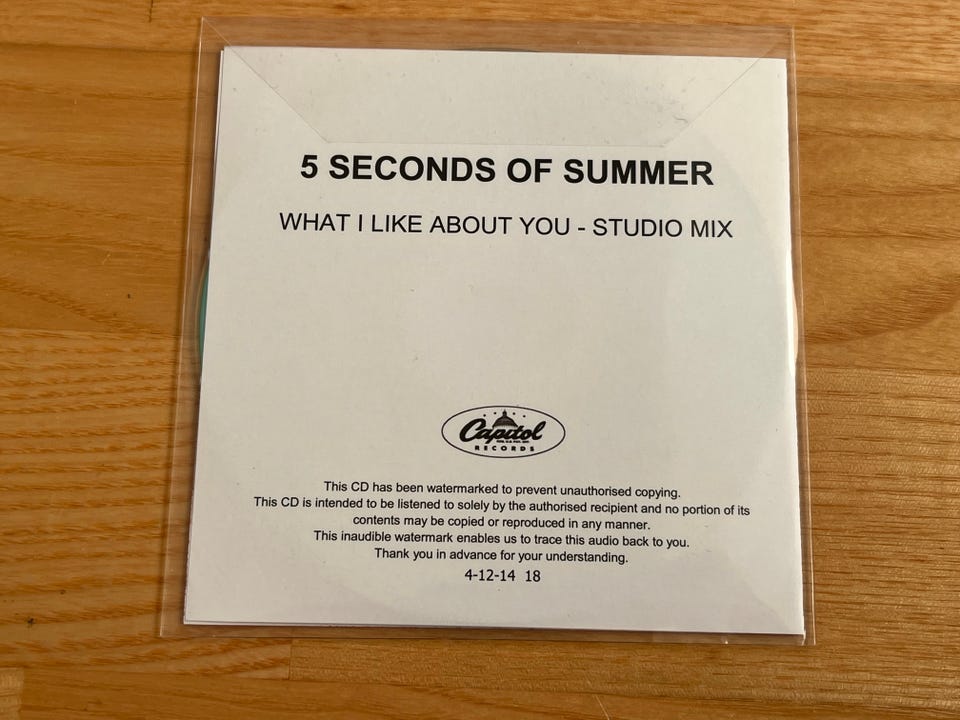 5 SECONDS OF SUMMER
WHAT I LIKE ABOUT YOU - STUDIO MIX
Capitol
RECORDS
This CD has been watermarked to prevent unauthorised copying.
This CD is intended to be listened to solely by the authorised recipient and no portion of its
contents may be copied or reproduced in any manner.
This inaudible watermark enables us to trace this audio back to you.
Thank you in advance for your understanding.
4-12-14 18